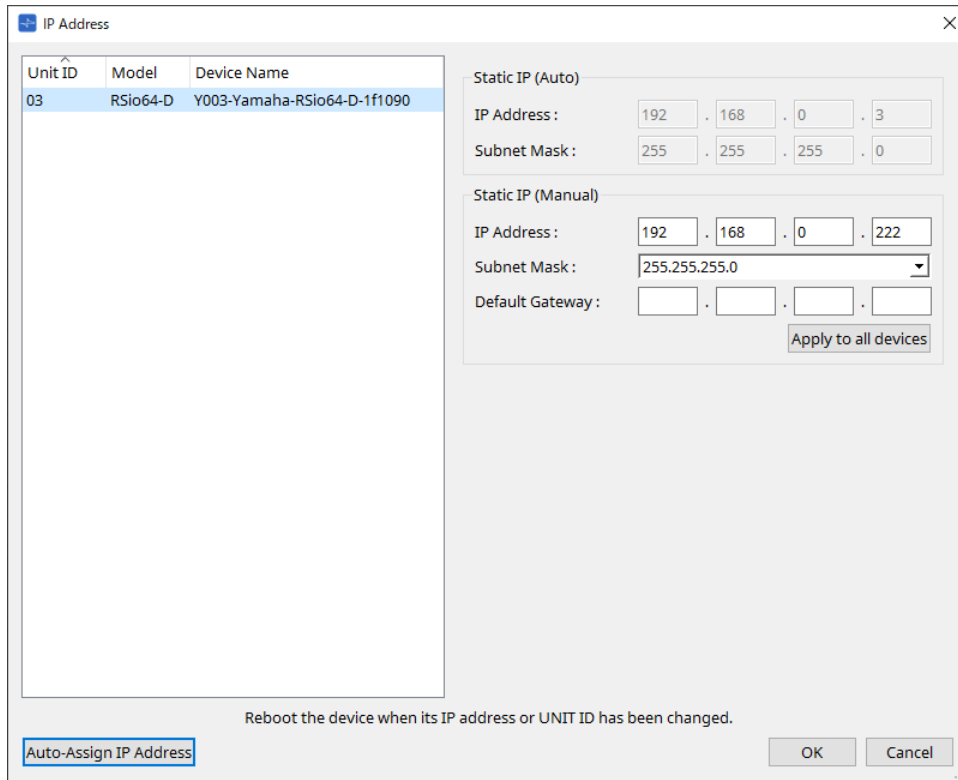 IP Address
Unit ID Model Device Name
03 RSio64-D Y003-Yamaha-RSio64-D-1f1090
Static IP (Auto)
IP Address : 192 . 168 . 0 . 3
Subnet Mask : 255 . 255 . 255 . 0
Static IP (Manual)
IP Address : 192 . 168 . 0 . 222
Subnet Mask : 255.255.255.0
Default Gateway : . . .
Apply to all devices
Reboot the device when its IP address or UNIT ID has been changed.
Auto-Assign IP Address OK Cancel